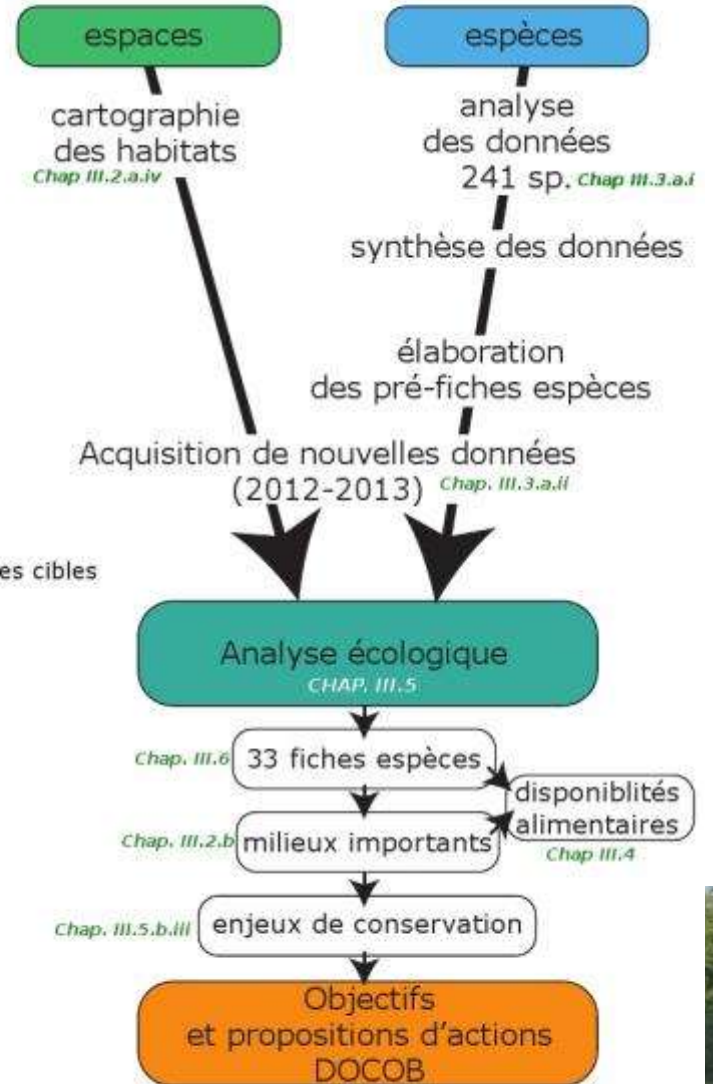 espaces
espèces
cartographie
des habitats
Chap III.2.a.iv
analyse
des données
241 sp. Chap III.3.a.i
synthèse des données
élaboration
des pré-fiches espèces
Acquisition de nouvelles données
(2012-2013) Chap. III.3.a.ii
es cibles
Analyse écologique
CHAP. III.5
Chap. III.6 33 fiches espèces
disponiblités
alimentaires
Chap III.4
Chap. III.2.b milieux importants
Chap. III.5.b.iii enjeux de conservation
Objectifs
et propositions d'actions
DOCOB